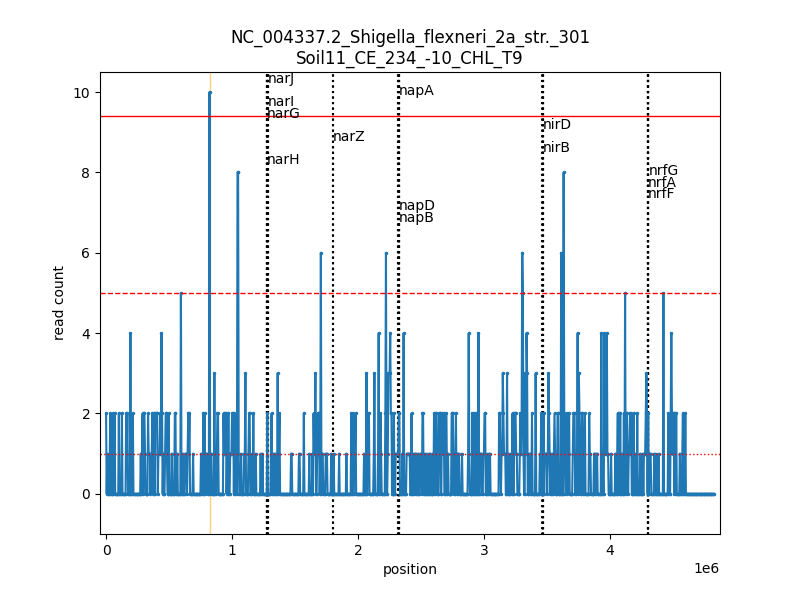 NC_004337.2_Shigella_flexneri_2a_str._301
Soil11_CE_234_-10_CHL_T9
narJ
narI
narG
narH
narZ
napA
napD
napB
nirD
nirB
nrfG
nrfA
nrfF
read count
10
8
6
4
2
0
0
1
2
3
4
1e6
position